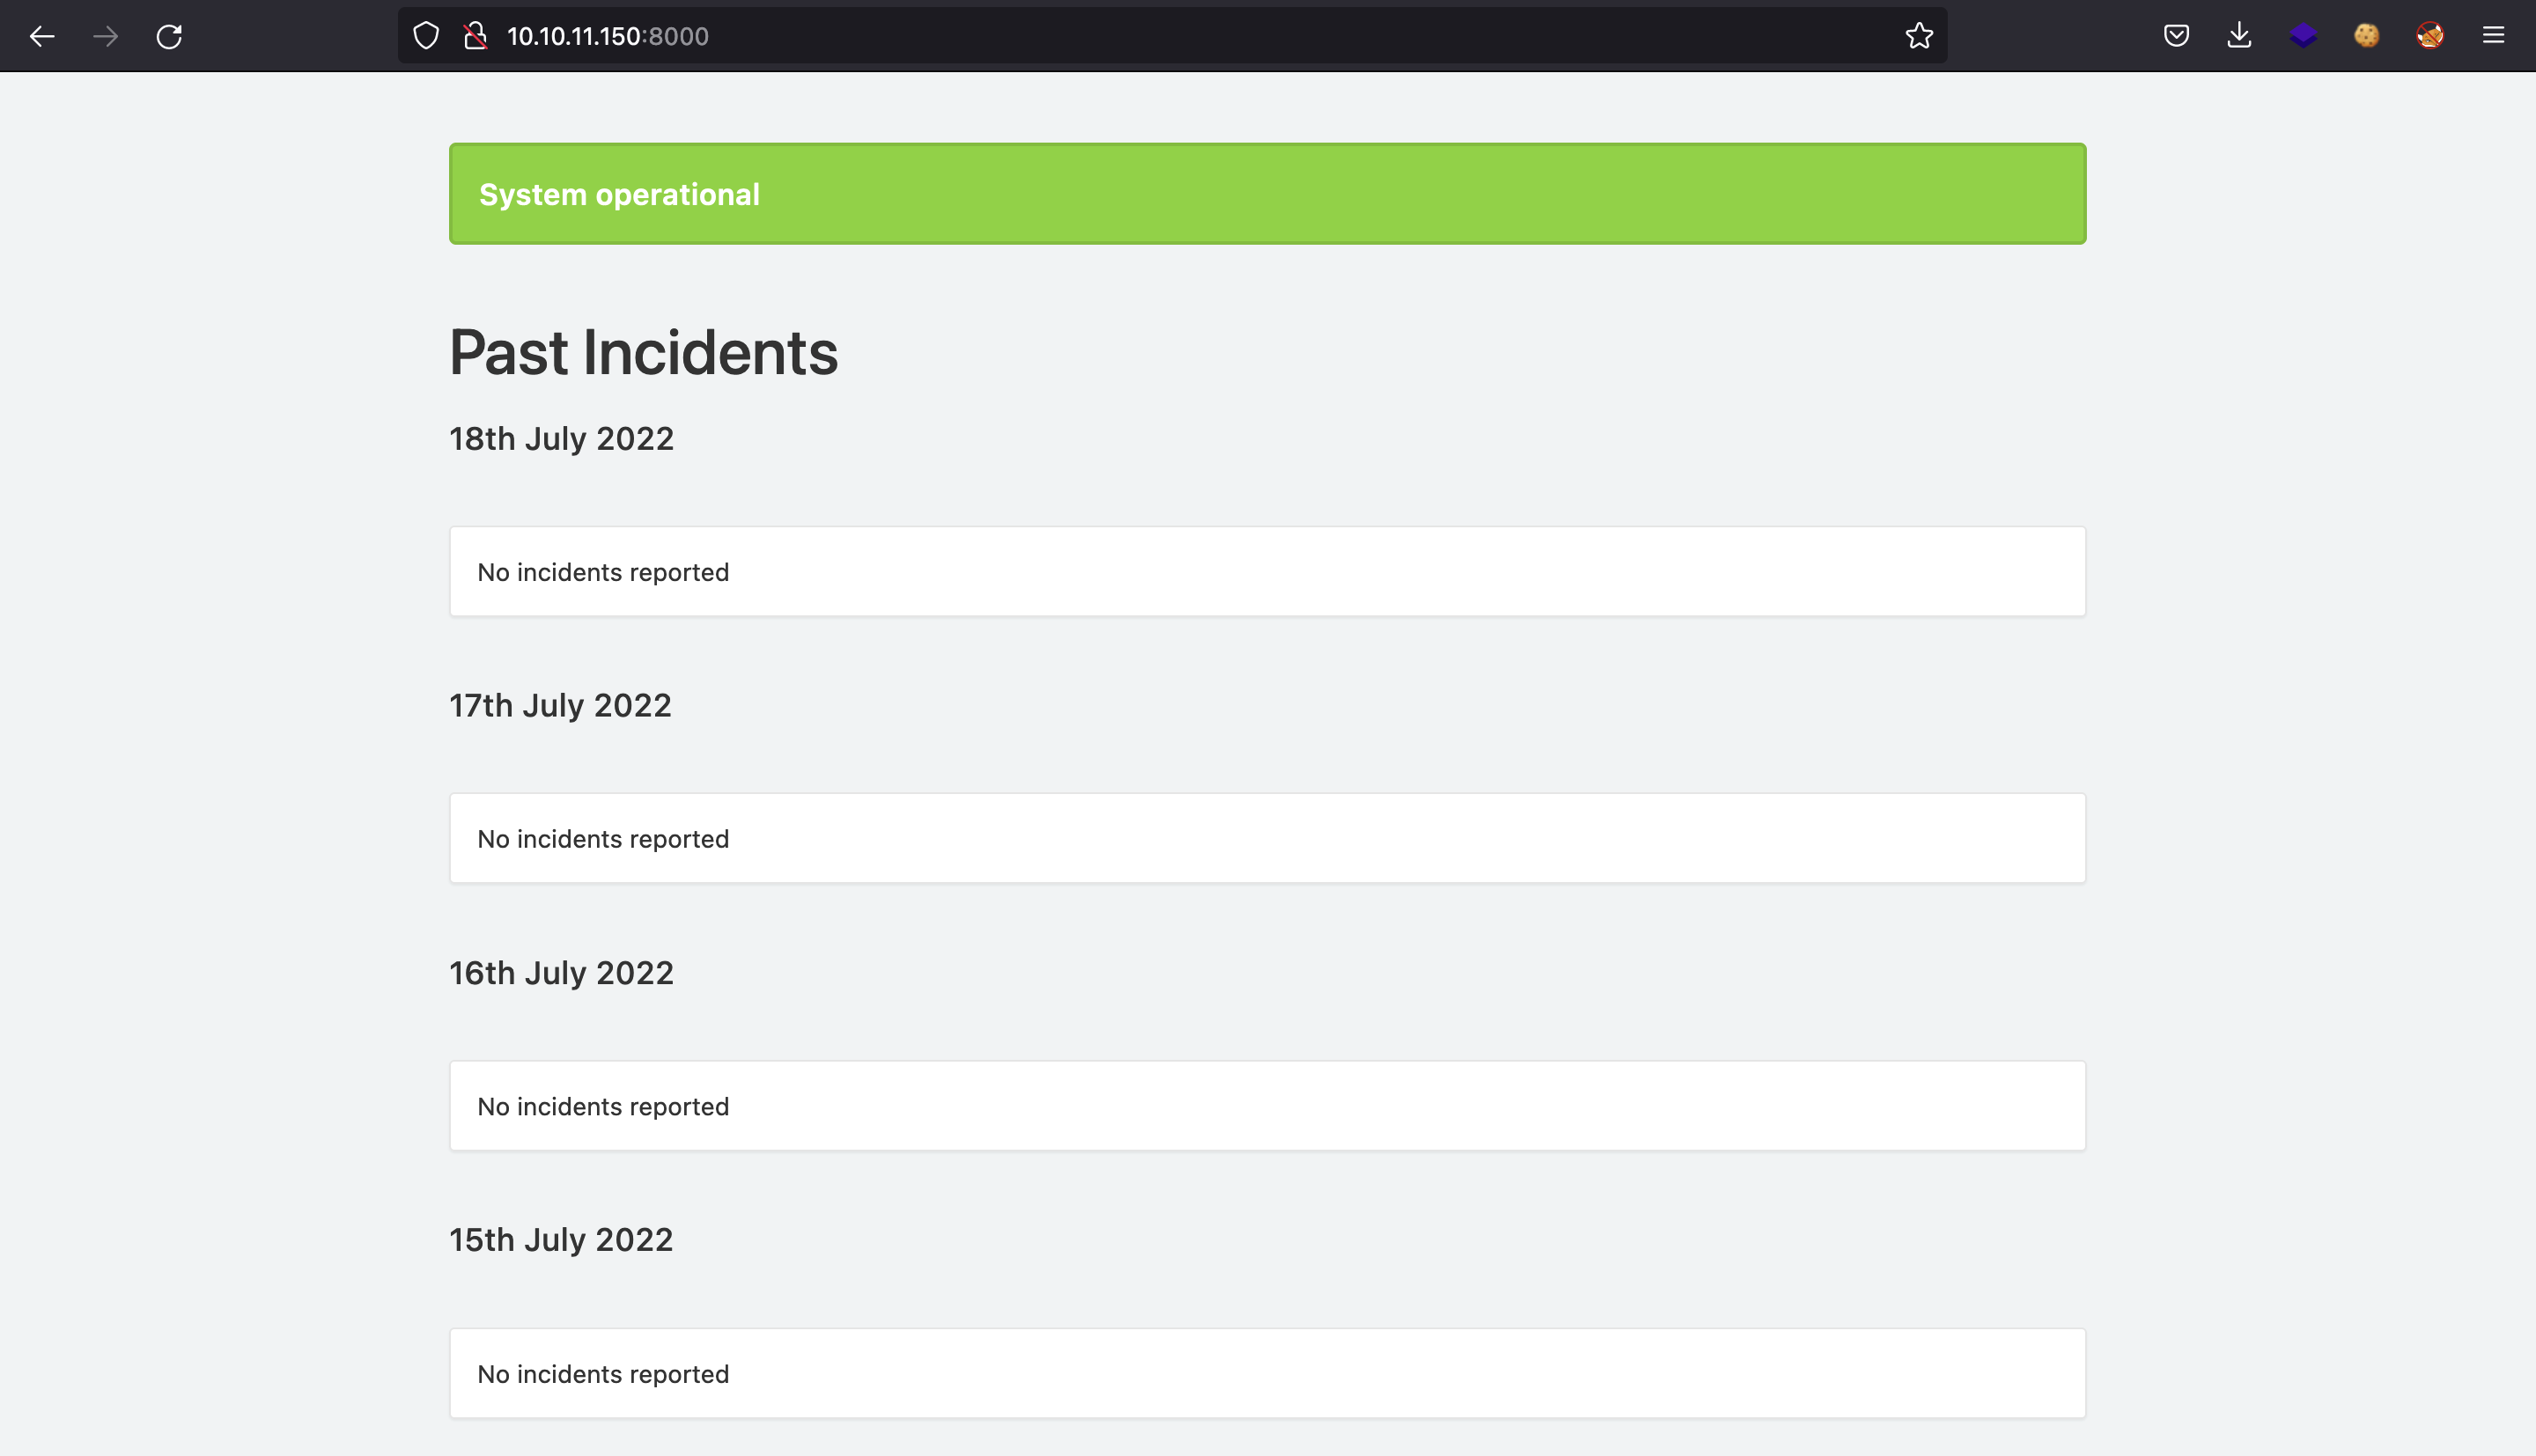 10.10.11.150:8000
System operational
Past Incidents
18th July 2022
No incidents reported
17th July 2022
No incidents reported
16th July 2022
No incidents reported
15th July 2022
No incidents reported